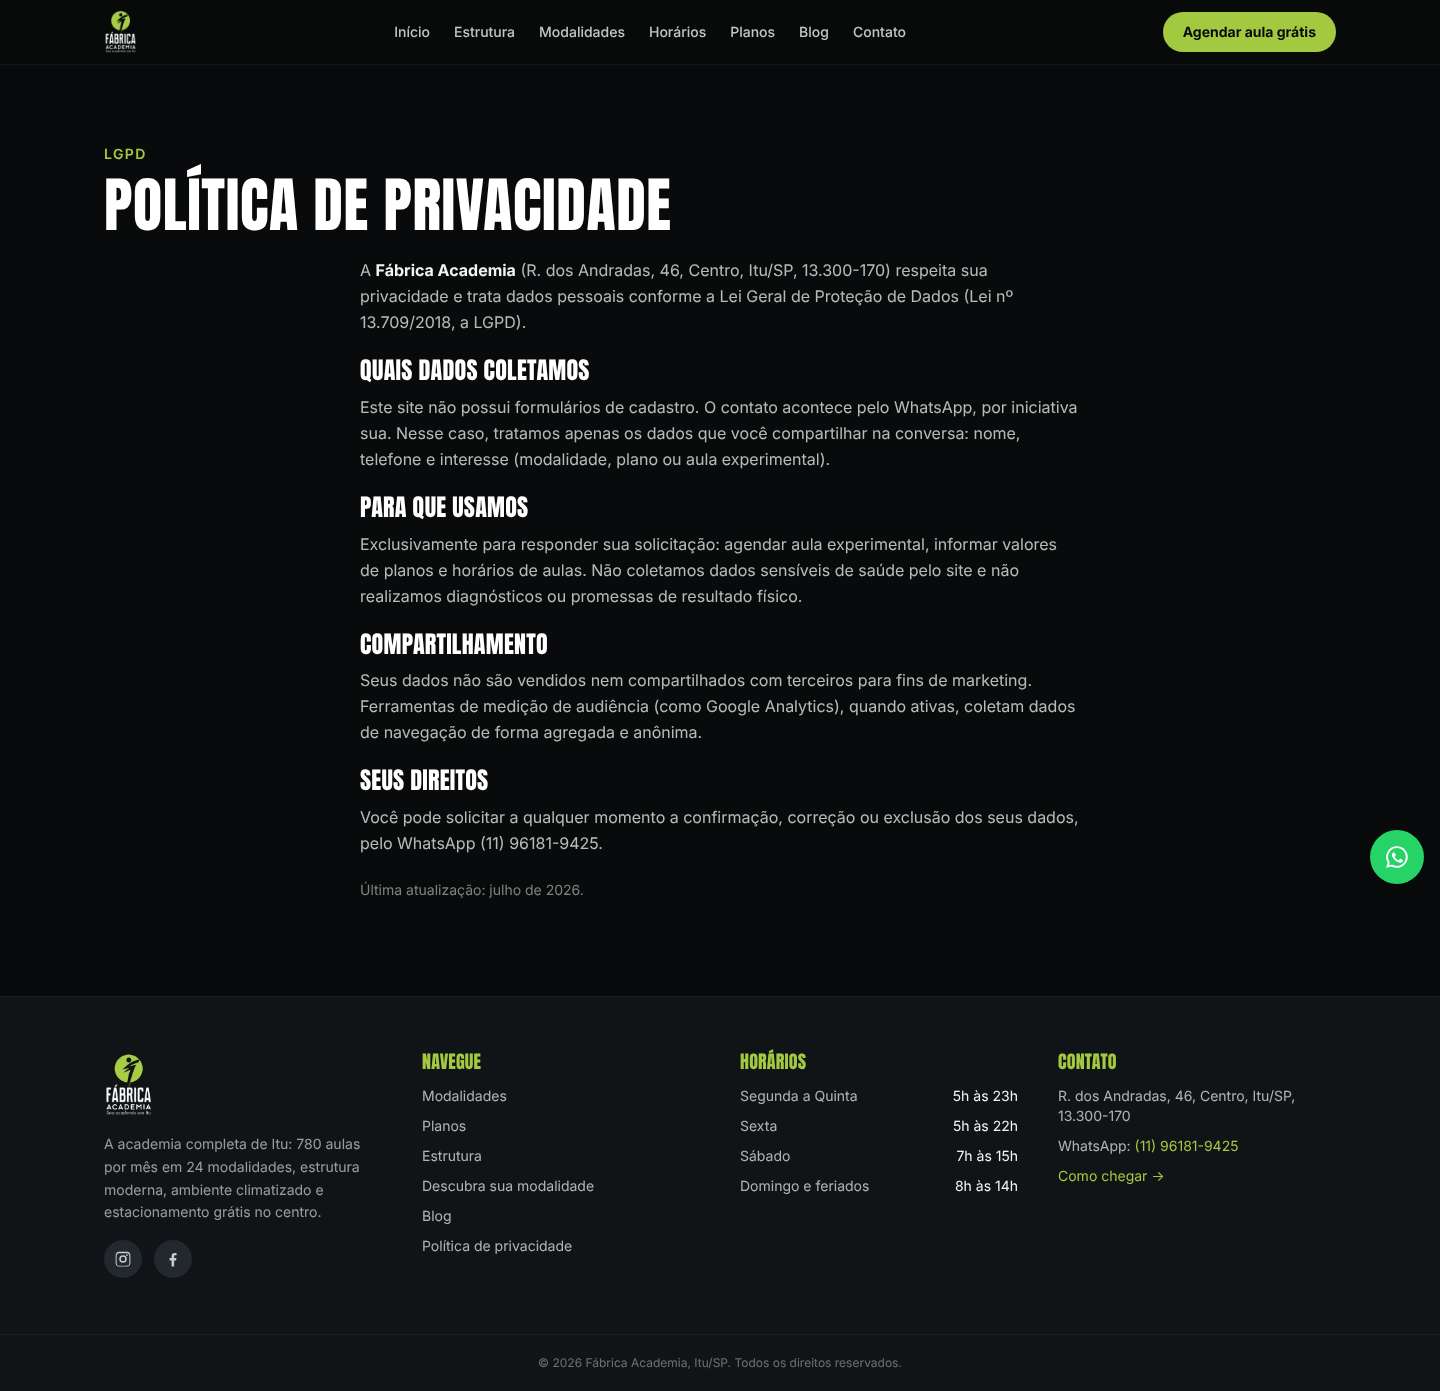 FÁBRICA
ACADEMIA
Início
Estrutura
Modalidades
Horários
Planos
Blog
Contato
Agendar aula grátis
LGPD
POLÍTICA DE PRIVACIDADE
A Fábrica Academia (R. dos Andradas, 46, Centro, Itu/SP, 13.300-170) respeita sua
privacidade e trata dados pessoais conforme a Lei Geral de Proteção de Dados (Lei nº
13.709/2018, a LGPD).
QUAIS DADOS COLETAMOS
Este site não possui formulários de cadastro. O contato acontece pelo WhatsApp, por iniciativa
sua. Nesse caso, tratamos apenas os dados que você compartilhar na conversa: nome,
telefone e interesse (modalidade, plano ou aula experimental).
PARA QUE USAMOS
Exclusivamente para responder sua solicitação: agendar aula experimental, informar valores
de planos e horários de aulas. Não coletamos dados sensíveis de saúde pelo site e não
realizamos diagnósticos ou promessas de resultado físico.
COMPARTILHAMENTO
Seus dados não são vendidos nem compartilhados com terceiros para fins de marketing.
Ferramentas de medição de audiência (como Google Analytics), quando ativas, coletam dados
de navegação de forma agregada e anônima.
SEUS DIREITOS
Você pode solicitar a qualquer momento a confirmação, correção ou exclusão dos seus dados,
pelo WhatsApp (11) 96181-9425.
Última atualização: julho de 2026.
FÁBRICA
ACADEMIA
A academia completa de Itu: 780 aulas
por mês em 24 modalidades, estrutura
moderna, ambiente climatizado e
estacionamento grátis no centro.
NAVEGUE
Modalidades
Planos
Estrutura
Descubra sua modalidade
Blog
Política de privacidade
HORÁRIOS
Segunda a Quinta 5h às 23h
Sexta 5h às 22h
Sábado 7h às 15h
Domingo e feriados 8h às 14h
CONTATO
R. dos Andradas, 46, Centro, Itu/SP,
13.300-170
WhatsApp: (11) 96181-9425
Como chegar →
© 2026 Fábrica Academia, Itu/SP. Todos os direitos reservados.